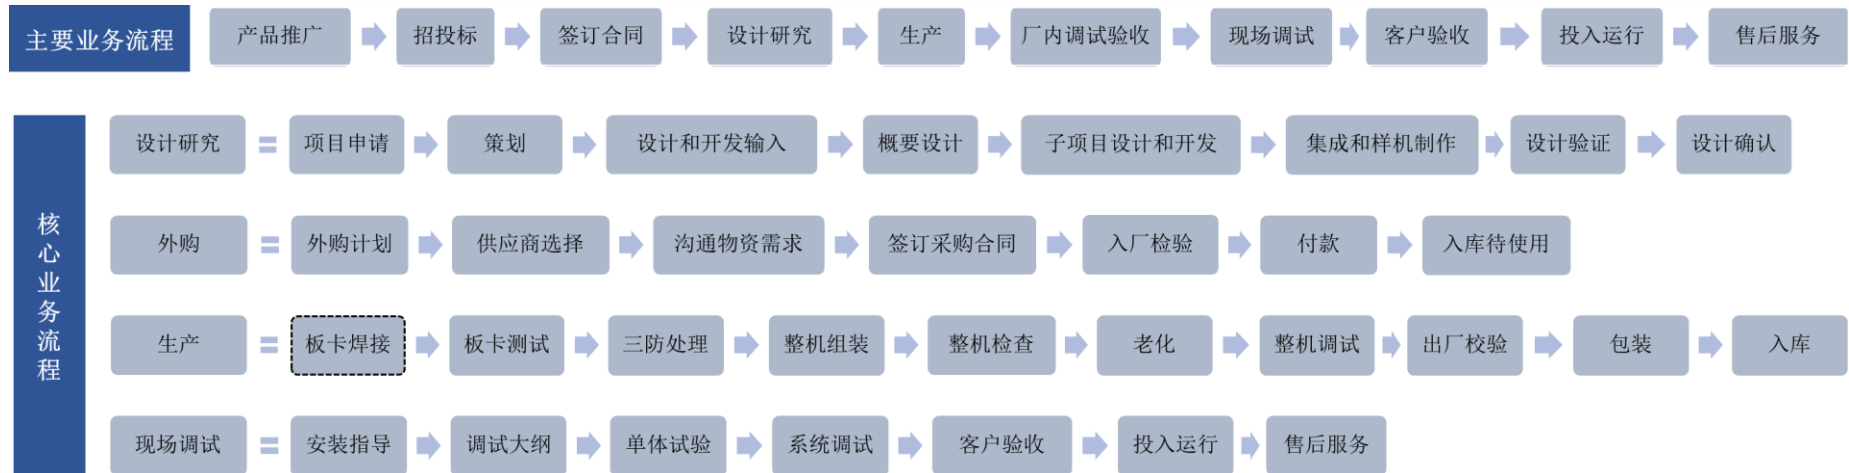 主要业务流程 产品推广 招投标 签订合同 设计研究 生产 厂内调试验收 现场调试 客户验收 投入运行 售后服务
核心业务流程
设计研究 = 项目申请 策划 设计和开发输入 概要设计 子项目设计和开发 集成和样机制作 设计验证 设计确认
外购 = 外购计划 供应商选择 沟通物资需求 签订采购合同 入厂检验 付款 入库待使用
生产 = 板卡焊接 板卡测试 三防处理 整机组装 整机检查 老化 整机调试 出厂校验 包装 入库
现场调试 = 安装指导 调试大纲 单体试验 系统调试 客户验收 投入运行 售后服务